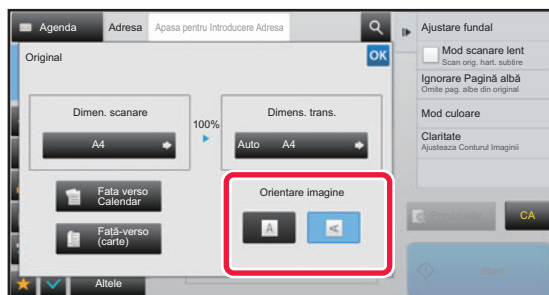 Agenda
Adresa
Apasa pentru Introducere Adresa
Original
OK
Dimen. scanare
A4
100%
Dimens. trans.
Auto A4
Fata verso
Calendar
Față-verso
(carte)
Orientare imagine
A
A
Altele
Ajustare fundal
Mod scanare lent
Scan orig. hart. subtire
Ignorare Pagină albă
Omite pag. albe din original
Mod culoare
Claritate
Ajusteaza Conturul Imaginii
CA
Start